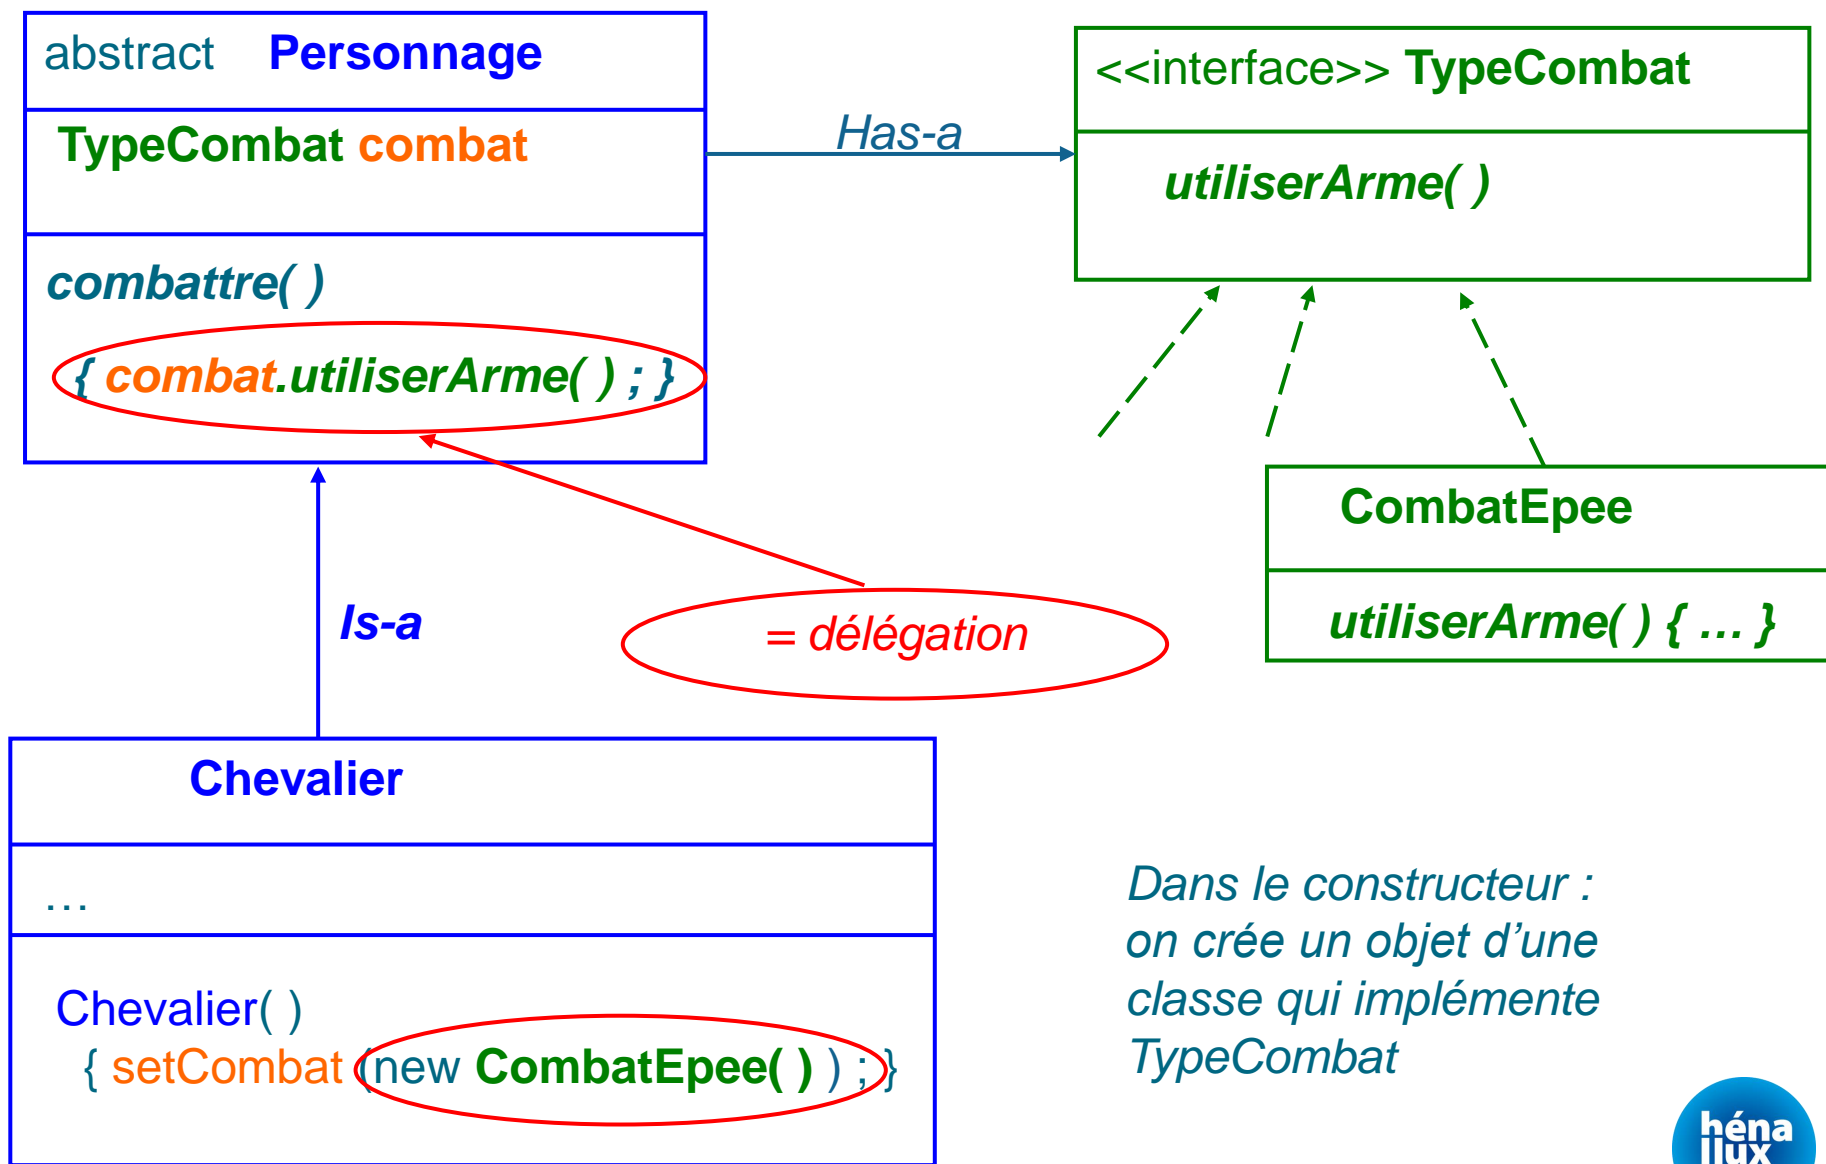 abstract Personnage
TypeCombat combat
combattre( )
{ combat.utiliserArme( ) ; }
Has-a
<<interface>> TypeCombat
utiliserArme( )
CombatEpee
utiliserArme( ) { … }
Is-a
= délégation
Chevalier
…
Chevalier( )
{ setCombat (new CombatEpee( ) ) ; }
Dans le constructeur :
on crée un objet d’une
classe qui implémente
TypeCombat
héna
llux